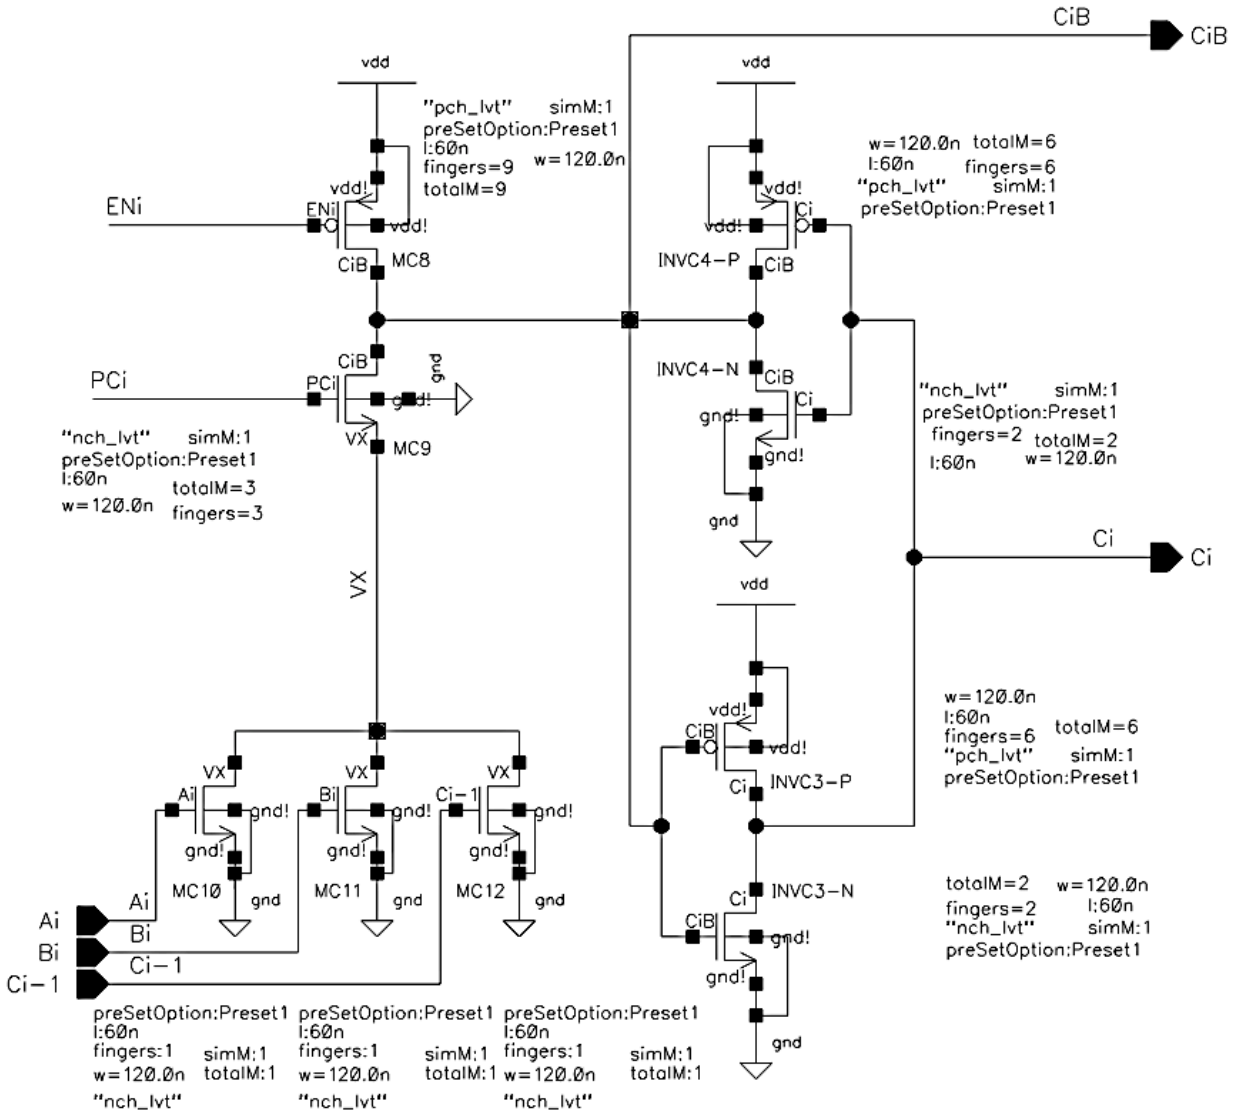 CiB
CiB
vdd
vdd
"pch_lvt" simM:1
preSetOption:Preset1
l:60n
fingers=9 w=120.0n
totalM=9
w=120.0n totalM=6
l:60n fingers=6
"pch_lvt" simM:1
preSetOption:Preset1
ENi
vdd!
ENi
vdd!
CiB
MC8
vdd!
Ci
vdd!
INVC4-P
CiB
PCi
CiB
PCi
gnd!
gnd
VX
MC9
"nch_lvt" simM:1
preSetOption:Preset1
l:60n
totalM=3
w=120.0n
fingers=3
INVC4-N
CiB
Ci
gnd!
gnd!
gnd
"nch_lvt" simM:1
preSetOption:Preset1
fingers=2 totalM=2
l:60n w=120.0n
Ci
Ci
VX
vdd
vdd!
CiB
vdd!
Ci
INVC3-P
w=120.0n
l:60n
fingers=6 totalM=6
"pch_lvt" simM:1
preSetOption:Preset1
VX
Ai
gnd!
gnd!
MC10
gnd
VX
Bi
gnd!
gnd!
MC11
gnd
VX
Ci-1
gnd!
gnd!
MC12
gnd
Ci
INVC3-N
CiB
gnd!
gnd!
gnd
totalM=2 w=120.0n
fingers=2 l:60n
"nch_lvt" simM:1
preSetOption:Preset1
Ai
Ai
Bi
Bi
Ci-1
Ci-1
preSetOption:Preset1
l:60n
fingers:1 simM:1
w=120.0n totalM:1
"nch_lvt"
preSetOption:Preset1
l:60n
fingers:1 simM:1
w=120.0n totalM:1
"nch_lvt"
preSetOption:Preset1
l:60n
fingers:1 simM:1
w=120.0n totalM:1
"nch_lvt"